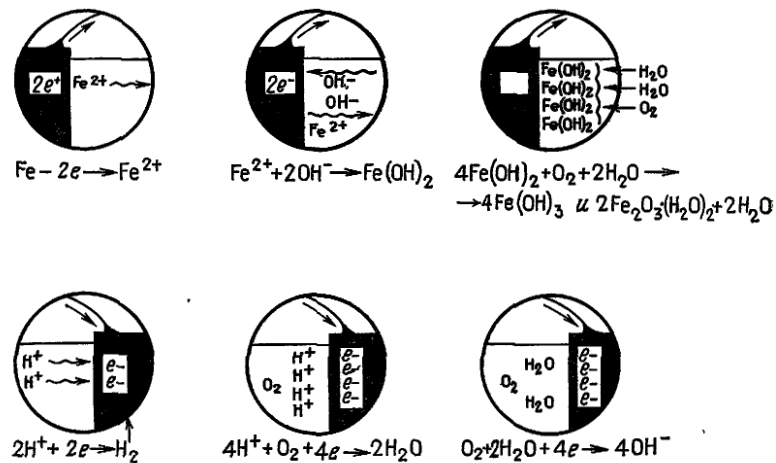 2e⁺ Fe²⁺
Fe – 2e ⟶ Fe²⁺
2e⁻ OH⁻
OH⁻
Fe²⁺
Fe²⁺ + 2OH⁻ ⟶ Fe(OH)₂
Fe(OH)₂ H₂O
Fe(OH)₂ H₂O
Fe(OH)₂ O₂
Fe(OH)₂
4Fe(OH)₂ + O₂ + 2H₂O ⟶
⟶ 4Fe(OH)₃ и 2Fe₂O₃·(H₂O)₂ + 2H₂O
H⁺ e⁻
H⁺ e⁻
2H⁺ + 2e ⟶ H₂
H⁺ e⁻
O₂ H⁺ e⁻
H⁺ e⁻
H⁺ e⁻
4H⁺ + O₂ + 4e ⟶ 2H₂O
H₂O e⁻
O₂ e⁻
H₂O e⁻
e⁻
O₂ + 2H₂O + 4e ⟶ 4OH⁻